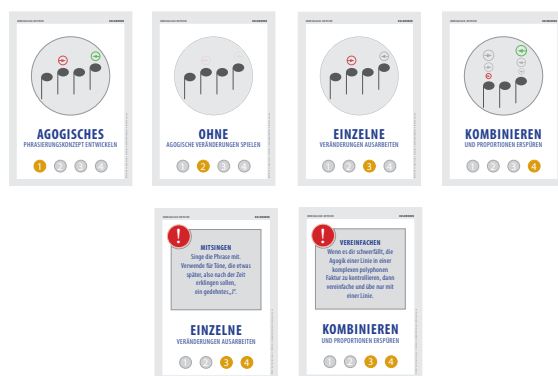 AGOGISCHES
PHRASIERUNGSKONZEPT ENTWICKELN
1 2 3 4
OHNE
AGOGISCHE VERÄNDERUNGEN SPIELEN
1 2 3 4
EINZELNE
VERÄNDERUNGEN AUSARBEITEN
1 2 3 4
KOMBINIEREN
UND PROPORTIONEN ERSPÜREN
1 2 3 4
!
MITSINGEN
Singe die Phrase mit.
Verwende für Töne, die etwas
später, also nach der Zeit
erklingen sollen,
ein gedehntes „J“.
EINZELNE
VERÄNDERUNGEN AUSARBEITEN
1 2 3 4
!
VEREINFACHEN
Wenn es dir schwerfällt, die
Agogik einer Linie in einer
komplexen polyphonen
Faktur zu kontrollieren, dann
vereinfache und übe nur mit
einer Linie.
KOMBINIEREN
UND PROPORTIONEN ERSPÜREN
1 2 3 4